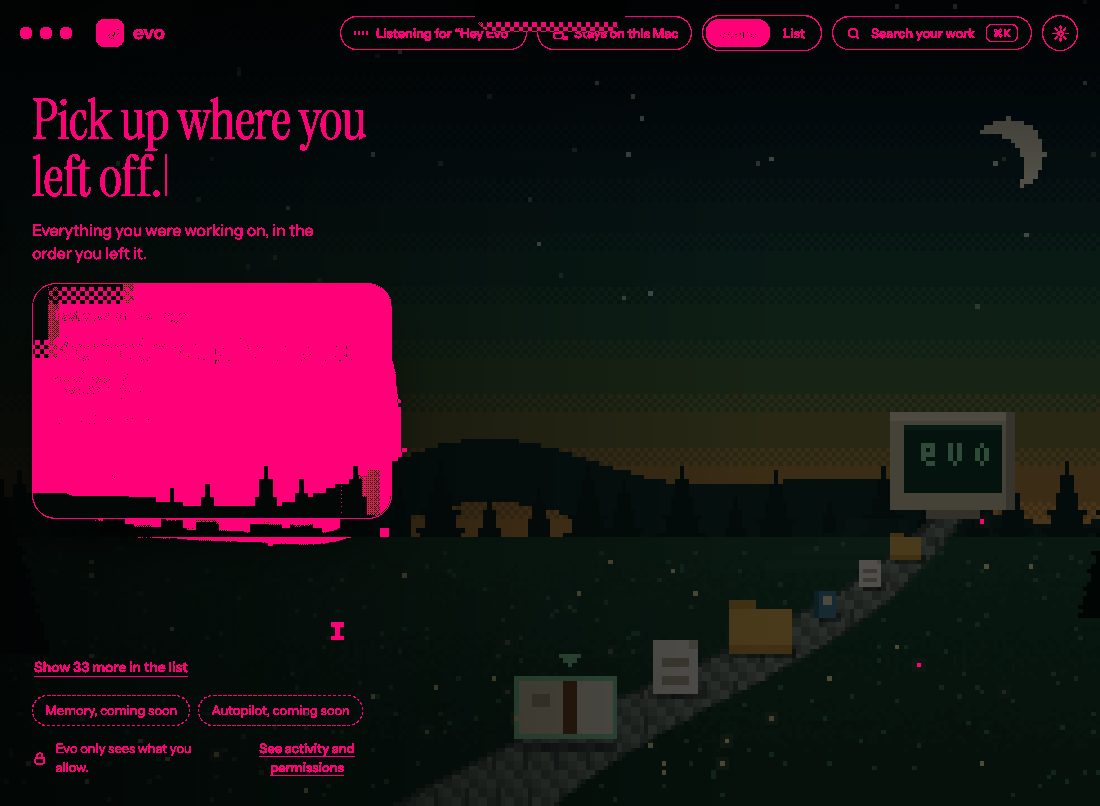 evo
Listening for “Hey Evo
Stays on this Mac
List
Search your work ⌘K
Pick up where you
left off.
Everything you were working on, in the
order you left it.
evo
Show 33 more in the list
Memory, coming soon
Autopilot, coming soon
Evo only sees what you
allow.
See activity and
permissions